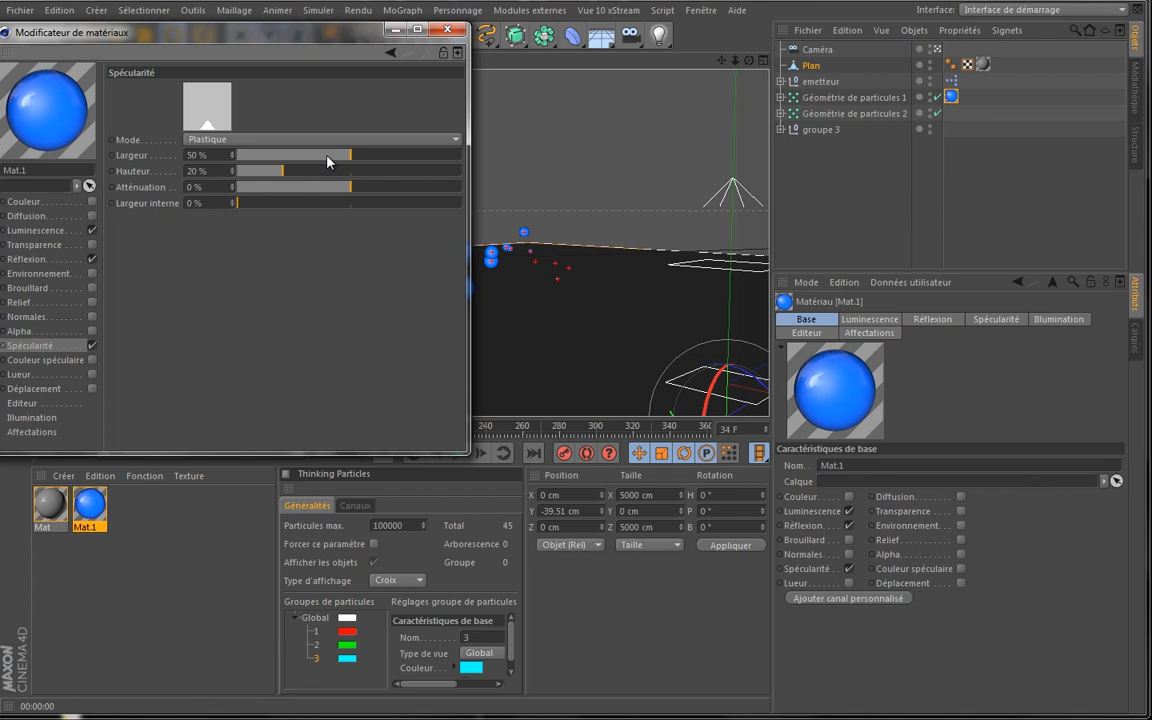 Fichier Edition Créer Sélectionner Outils Maillage Animer Simuler Rendu MoGraph Personnage Modules externes Vue 10 xStream Script Fenêtre Aide Interface: Interface de démarrage
Modificateur de matériaux
Spécularité
Mode Plastique
Largeur 50 %
Hauteur 20 %
Atténuation 0 %
Largeur interne 0 %
Mat.1
Couleur
Diffusion
Luminescence
Transparence
Réflexion
Environnement
Brouillard
Relief
Normales
Alpha
Spécularité
Couleur spéculaire
Lueur
Déplacement
Editeur
Illumination
Affectations
240 260 280 300 320 340 36 34 F
Fichier Edition Vue Objets Propriétés Signets
Caméra
Plan
emetteur
Géométrie de particules 1
Géométrie de particules 2
groupe 3
Objets
Médiathèque
Structure
Mode Edition Données utilisateur
Matériau [Mat.1]
Base Luminescence Réflexion Spécularité Illumination
Editeur Affectations
Attributs
Calques
Caractéristiques de base
Nom Mat.1
Calque
Couleur Diffusion
Luminescence Transparence
Réflexion Environnement
Brouillard Relief
Normales Alpha
Spécularité Couleur spéculaire
Lueur Déplacement
Ajouter canal personnalisé
Créer Edition Fonction Texture
Mat Mat.1
Thinking Particles
Généralités Canaux
Particules max. 100000 Total 45
Forcer ce paramètre Arborescence 0
Afficher les objets Groupe 0
Type d'affichage Croix
Groupes de particules Réglages groupe de particules
Global
1
2
3
Caractéristiques de base
Nom 3
Type de vue Global
Couleur
Position Taille Rotation
X 0 cm X 5000 cm H 0 °
Y -39.51 cm Y 0 cm P 0 °
Z 0 cm Z 5000 cm B 0 °
Objet (Rel) Taille Appliquer
MAXON
CINEMA 4D
00:00:00